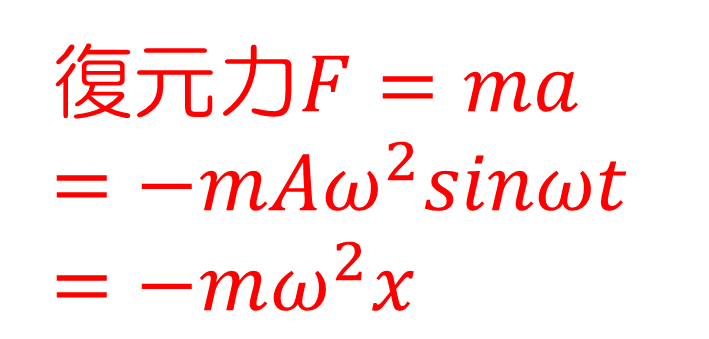 復元力F = ma
= −mAω²sinωt
= −mω²x